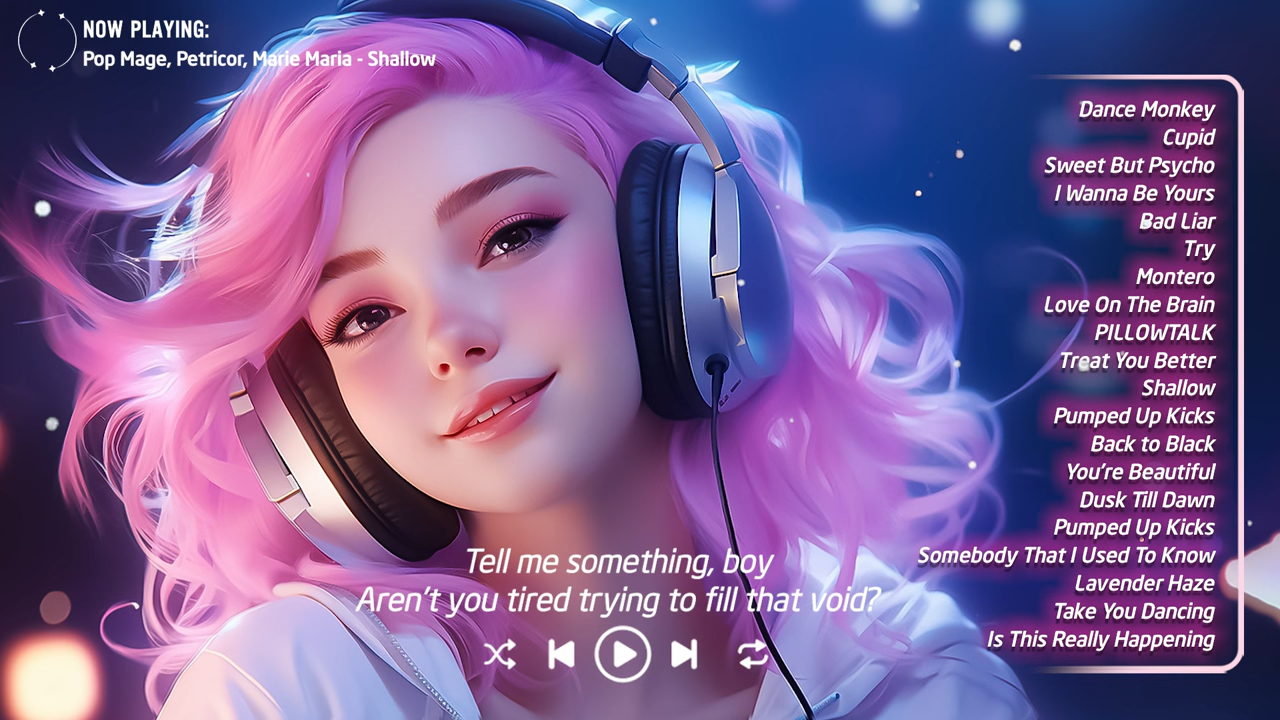 NOW PLAYING:
Pop Mage, Petricor, Marie Maria - Shallow
Dance Monkey
Cupid
Sweet But Psycho
I Wanna Be Yours
Bad Liar
Try
Montero
Love On The Brain
PILLOWTALK
Treat You Better
Shallow
Pumped Up Kicks
Back to Black
You're Beautiful
Dusk Till Dawn
Pumped Up Kicks
Somebody That I Used To Know
Lavender Haze
Take You Dancing
Is This Really Happening
Tell me something, boy
Aren't you tired trying to fill that void?